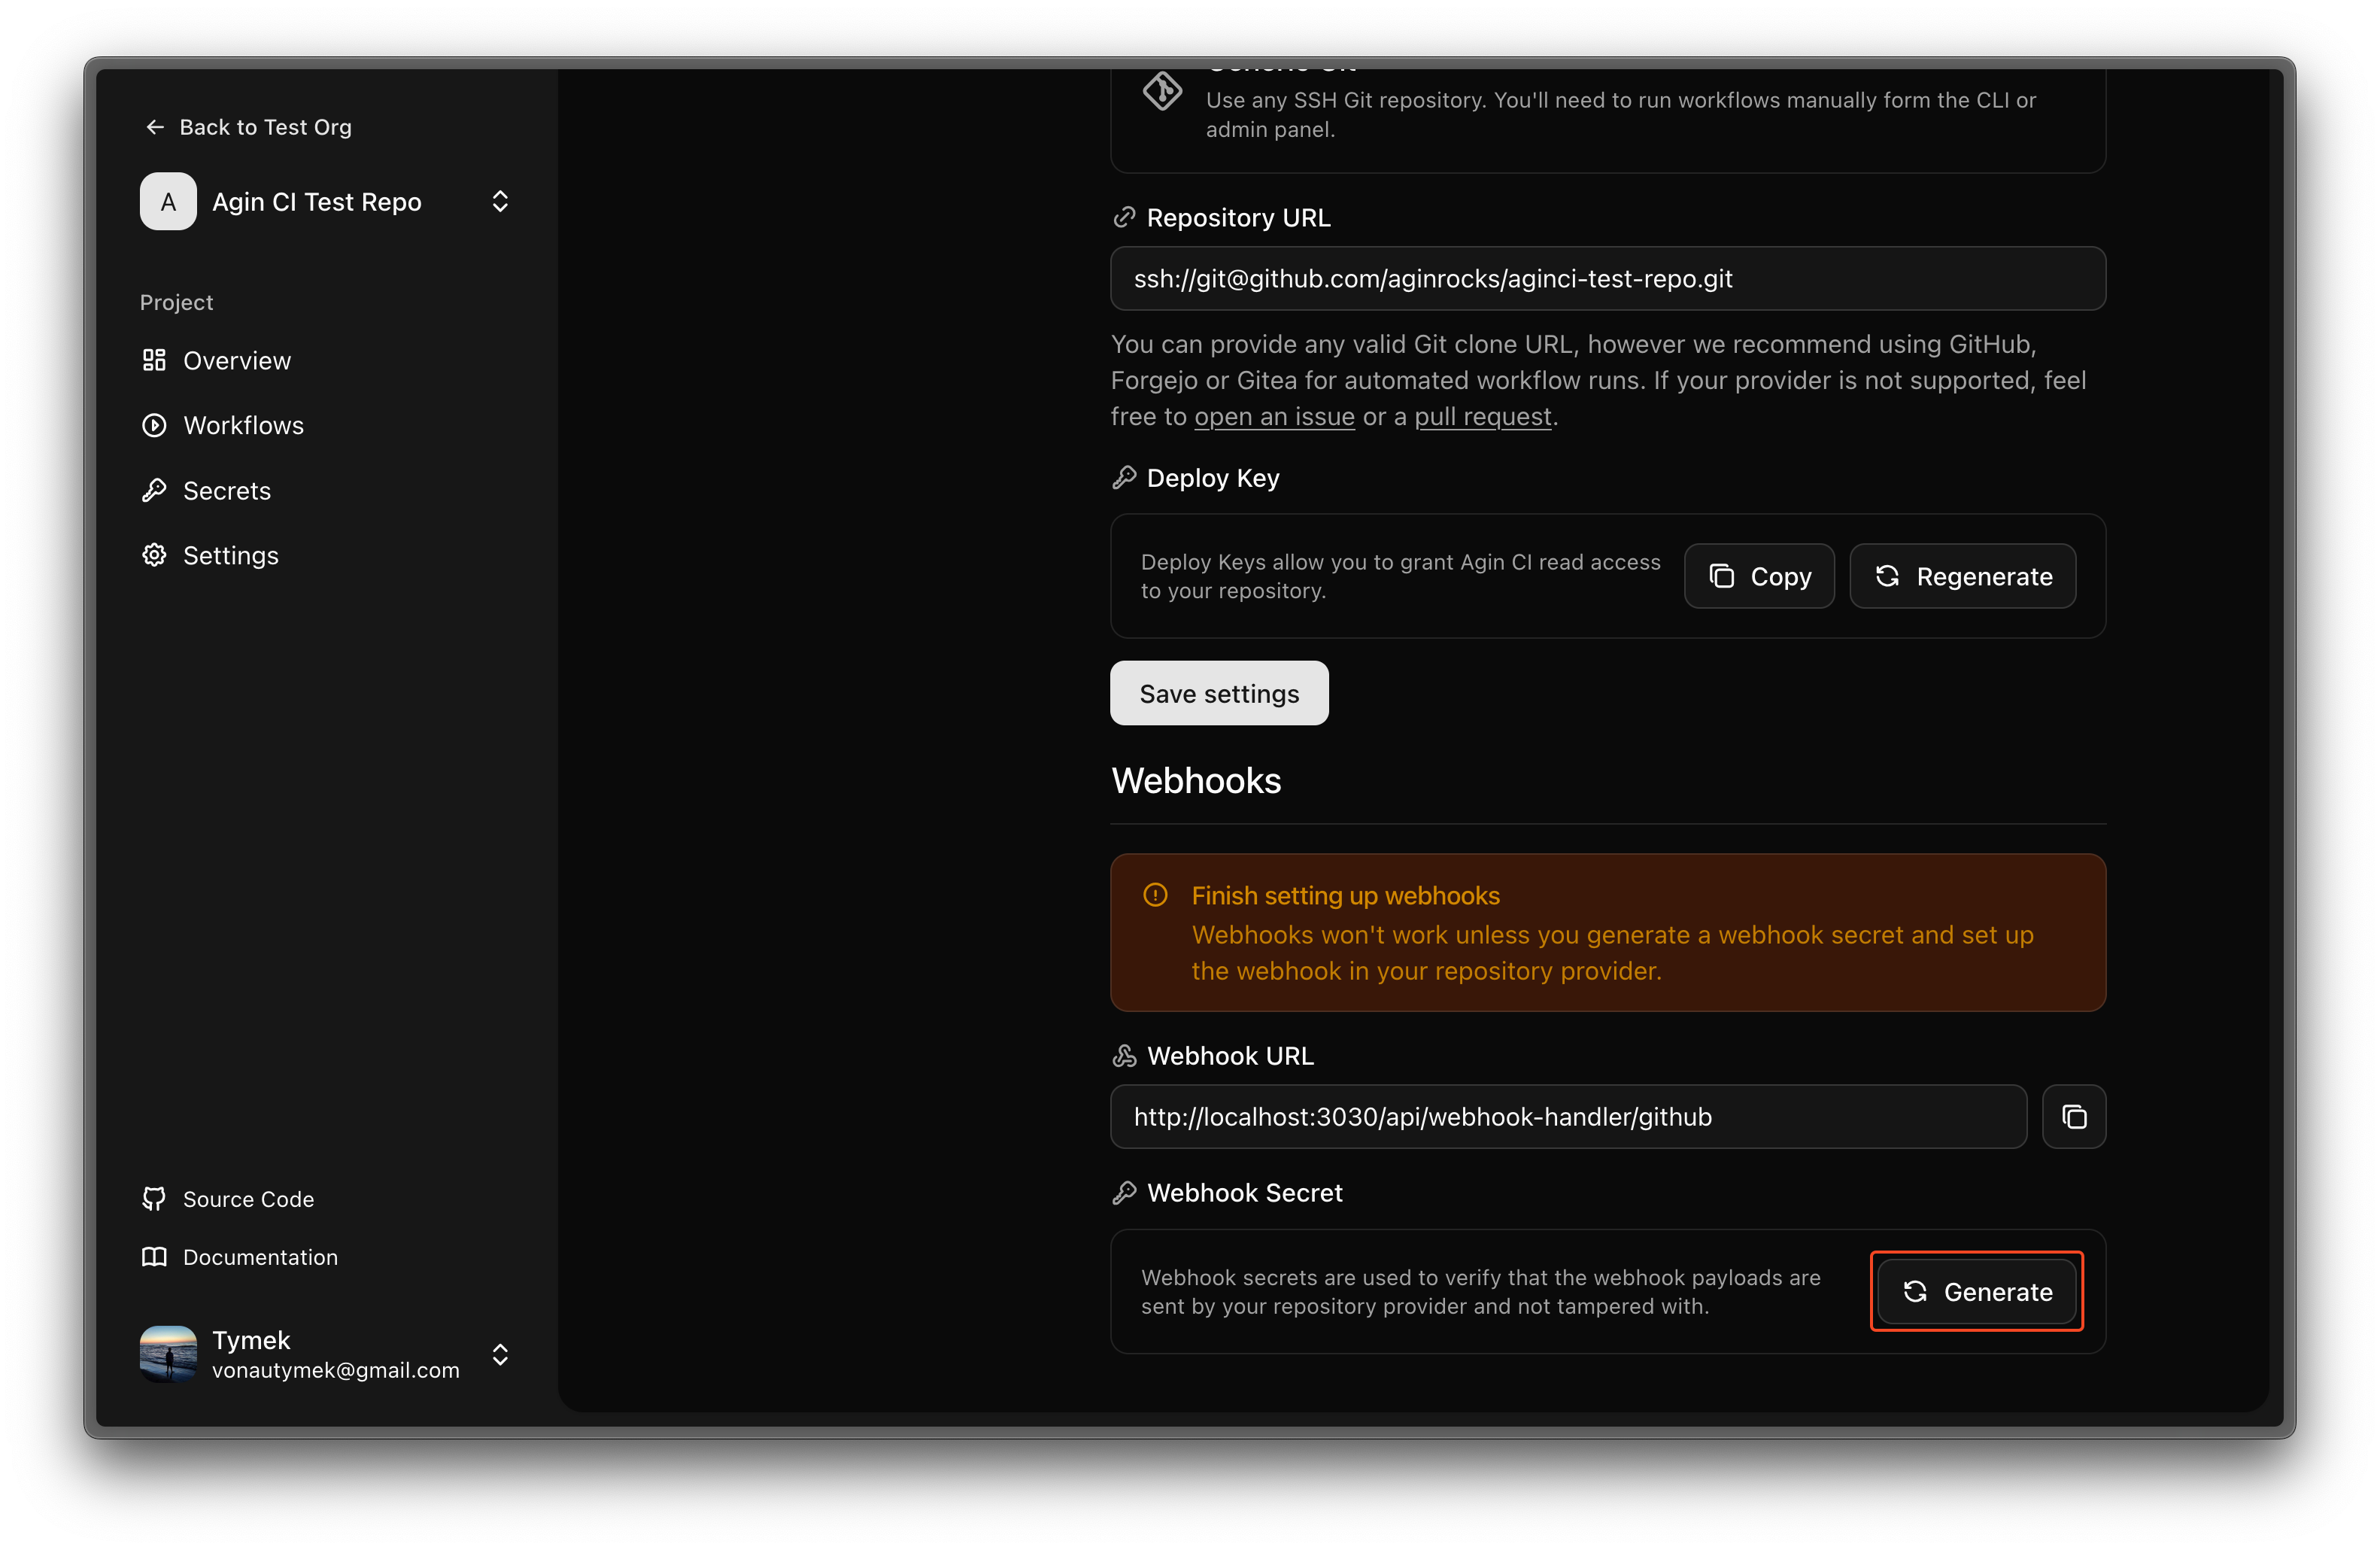 Back to Test Org
A
Agin CI Test Repo
Project
Overview
Workflows
Secrets
Settings
Source Code
Documentation
Tymek
vonautymek@gmail.com
Use any SSH Git repository. You'll need to run workflows manually form the CLI or
admin panel.
Repository URL
ssh://git@github.com/aginrocks/aginci-test-repo.git
You can provide any valid Git clone URL, however we recommend using GitHub,
Forgejo or Gitea for automated workflow runs. If your provider is not supported, feel
free to open an issue or a pull request.
Deploy Key
Deploy Keys allow you to grant Agin CI read access
to your repository.
Copy
Regenerate
Save settings
Webhooks
Finish setting up webhooks
Webhooks won't work unless you generate a webhook secret and set up
the webhook in your repository provider.
Webhook URL
http://localhost:3030/api/webhook-handler/github
Webhook Secret
Webhook secrets are used to verify that the webhook payloads are
sent by your repository provider and not tampered with.
Generate